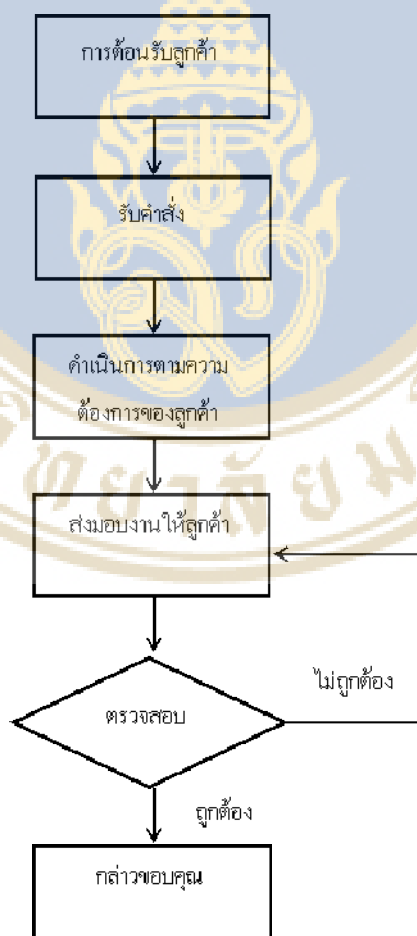 การต้อนรับลูกค้า
รับคำสั่ง
ดำเนินการตามความ
ต้องการของลูกค้า
ส่งมอบงานให้ลูกค้า
ไม่ถูกต้อง
ตรวจสอบ
ถูกต้อง
กล่าวขอบคุณ